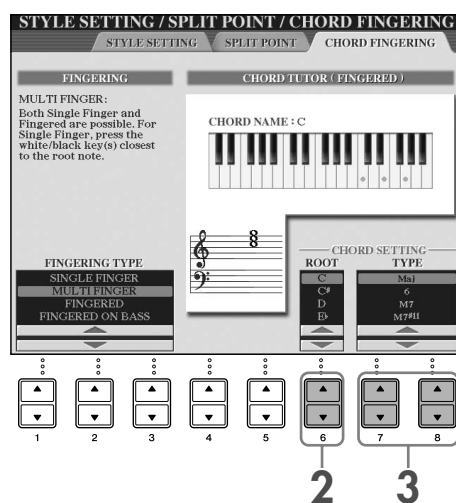 STYLE SETTING / SPLIT POINT / CHORD FINGERING
STYLE SETTING SPLIT POINT CHORD FINGERING
FINGERING
MULTI FINGER:
Both Single Finger and
Fingered are possible. For
Single Finger, press the
white/black key(s) closest
to the root note.
CHORD TUTOR ( FINGERED )
CHORD NAME : C
8
8
FINGERING TYPE
SINGLE FINGER
MULTI FINGER
FINGERED
FINGERED ON BASS
CHORD SETTING
ROOT TYPE
C Maj
C# 6
D M7
E♭ M7#11
1 2 3 4 5 6 7 8
2 3